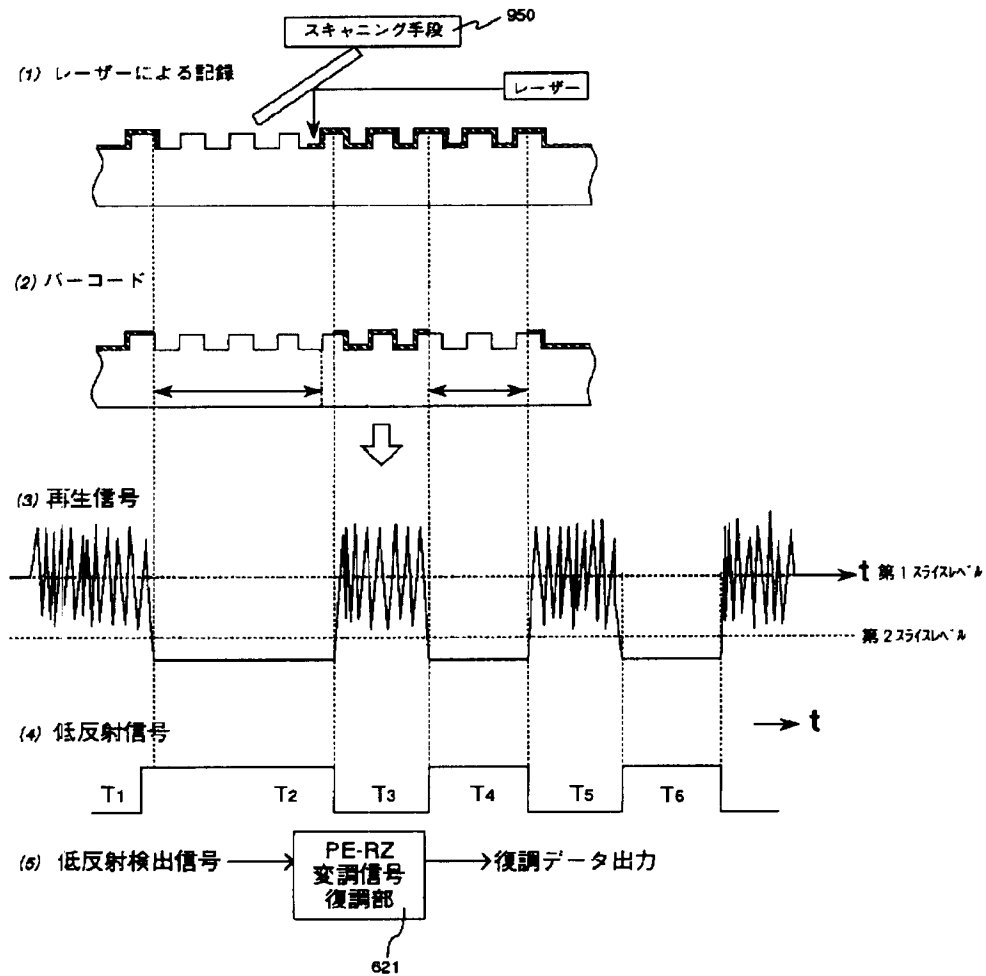 スキャニング手段
950
(1) レーザーによる記録
レーザー
(2) バーコード
(3) 再生信号
t 第1スライスレベル
第2スライスレベル
(4) 低反射信号
t
T1 T2 T3 T4 T5 T6
(5) 低反射検出信号
PE-RZ
変調信号
復調部
復調データ出力
621